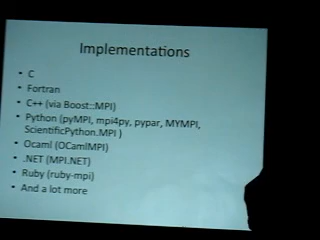 Implementations
• C
• Fortran
• C++ (via Boost::MPI)
• Python (pyMPI, mpi4py, pypar, MYMPI,
ScientificPython.MPI )
• Ocaml (OCamlMPI)
• .NET (MPI.NET)
• Ruby (ruby-mpi)
• And a lot more